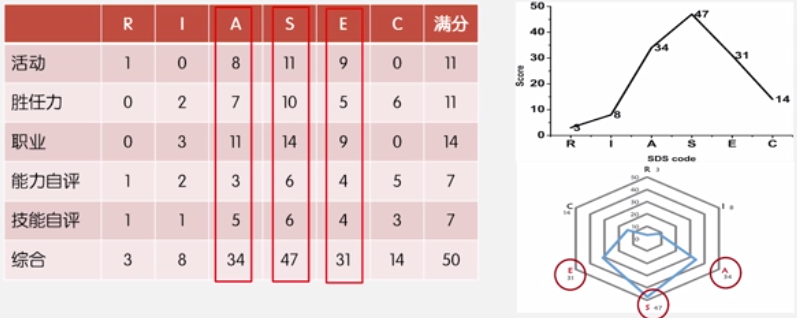 R I A S E C 满分
活动 1 0 8 11 9 0 11
胜任力 0 2 7 10 5 6 11
职业 0 3 11 14 9 0 14
能力自评 1 2 3 6 4 5 7
技能自评 1 1 5 6 4 3 7
综合 3 8 34 47 31 14 50
50
40
30
20
10
0
Score
3 8 34 47 31 14
R I A S E C
SDS code
R 3
50
40
30
20
10
0
C
14
I 8
E
31
A
34
S 47